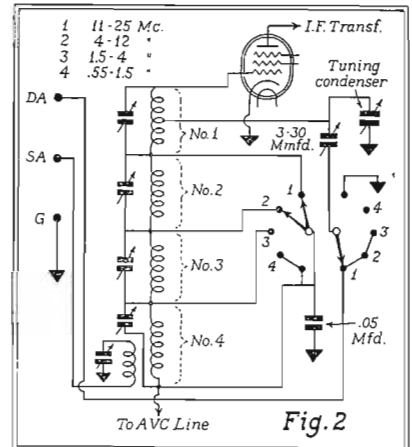 1 11-25 Mc.
2 4-12 "
3 1.5-4 "
4 .55-1.5 "
I.F. Transf.
Tuning
condenser
DA
SA
G
3-30
Mmfd.
No.1
No.2
No.3
No.4
1
2
3
4
4
3
2
1
.05
Mfd.
To AVC Line
Fig.2